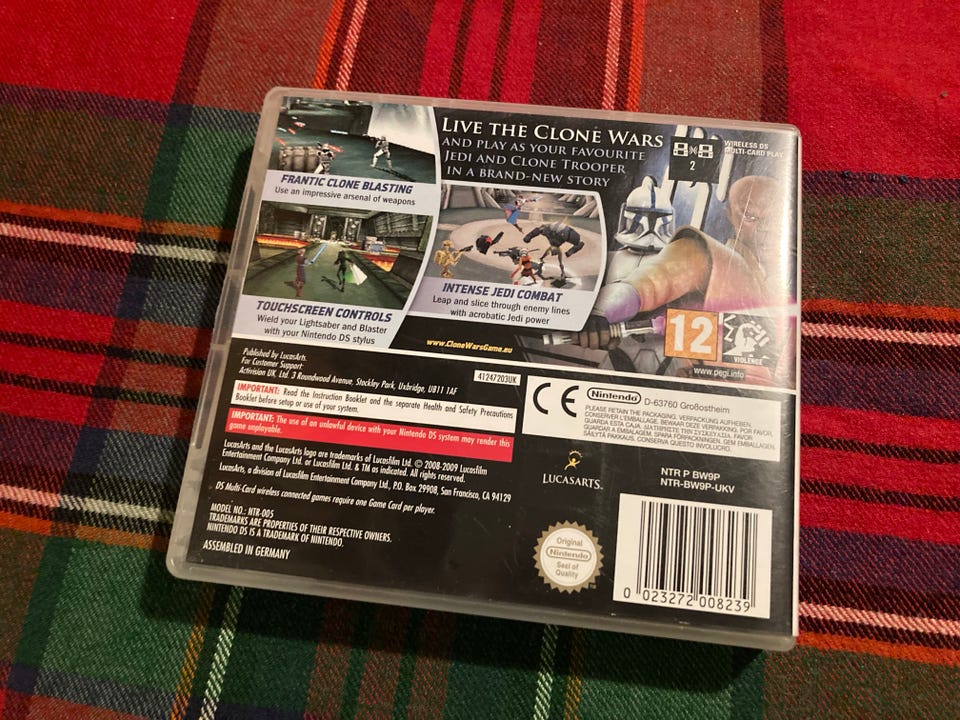 LIVE THE CLONE WARS
AND PLAY AS YOUR FAVOURITE
JEDI AND CLONE TROOPER
IN A BRAND-NEW STORY
WIRELESS DS
MULTI-CARD PLAY
2
FRANTIC CLONE BLASTING
Use an impressive arsenal of weapons
TOUCHSCREEN CONTROLS
Wield your Lightsaber and Blaster
with your Nintendo DS stylus
INTENSE JEDI COMBAT
Leap and slice through enemy lines
with acrobatic Jedi power
www.CloneWarsGame.eu
12
VIOLENCE
www.pegi.info
Published by LucasArts.
For Customer Support:
Activision UK Ltd 3 Roundwood Avenue, Stockley Park, Uxbridge, UB11 1AF
41247203UK
IMPORTANT: Read the Instruction Booklet and the separate Health and Safety Precautions
Booklet before setup or use of your system.
IMPORTANT: The use of an unlawful device with your Nintendo DS system may render this
game unplayable.
LucasArts and the LucasArts logo are trademarks of Lucasfilm Ltd. © 2008-2009 Lucasfilm
Entertainment Company Ltd. or Lucasfilm Ltd. & TM as indicated. All rights reserved.
LucasArts, a division of Lucasfilm Entertainment Company Ltd., P.O. Box 29908, San Francisco, CA 94129
DS Multi-Card wireless connected games require one Game Card per player.
MODEL NO.: NTR-005
TRADEMARKS ARE PROPERTIES OF THEIR RESPECTIVE OWNERS.
NINTENDO DS IS A TRADEMARK OF NINTENDO.
ASSEMBLED IN GERMANY
CE Nintendo D-63760 Großostheim
PLEASE RETAIN THE PACKAGING. VERPACKUNG AUFHEBEN.
CONSERVER L'EMBALLAGE. BEWAAR DEZE VERPAKKING. POR FAVOR,
GUARDA ESTA CAJA. ΔΙΑΤΗΡΕΙΣΤΕ ΤΗΝ ΣΥΣΚΕΥΑΣΙΑ. FAVOR
GUARDAR A EMBALAGEM. SPARA FÖRPACKNINGEN. GEM EMBALLAGEN.
SÄILYTÄ PAKKAUS. CONSERVA QUESTO INVOLUCRO.
LUCASARTS
NTR P BW9P
NTR-BW9P-UKV
Original
Nintendo
Seal of
Quality
0 023272 008239